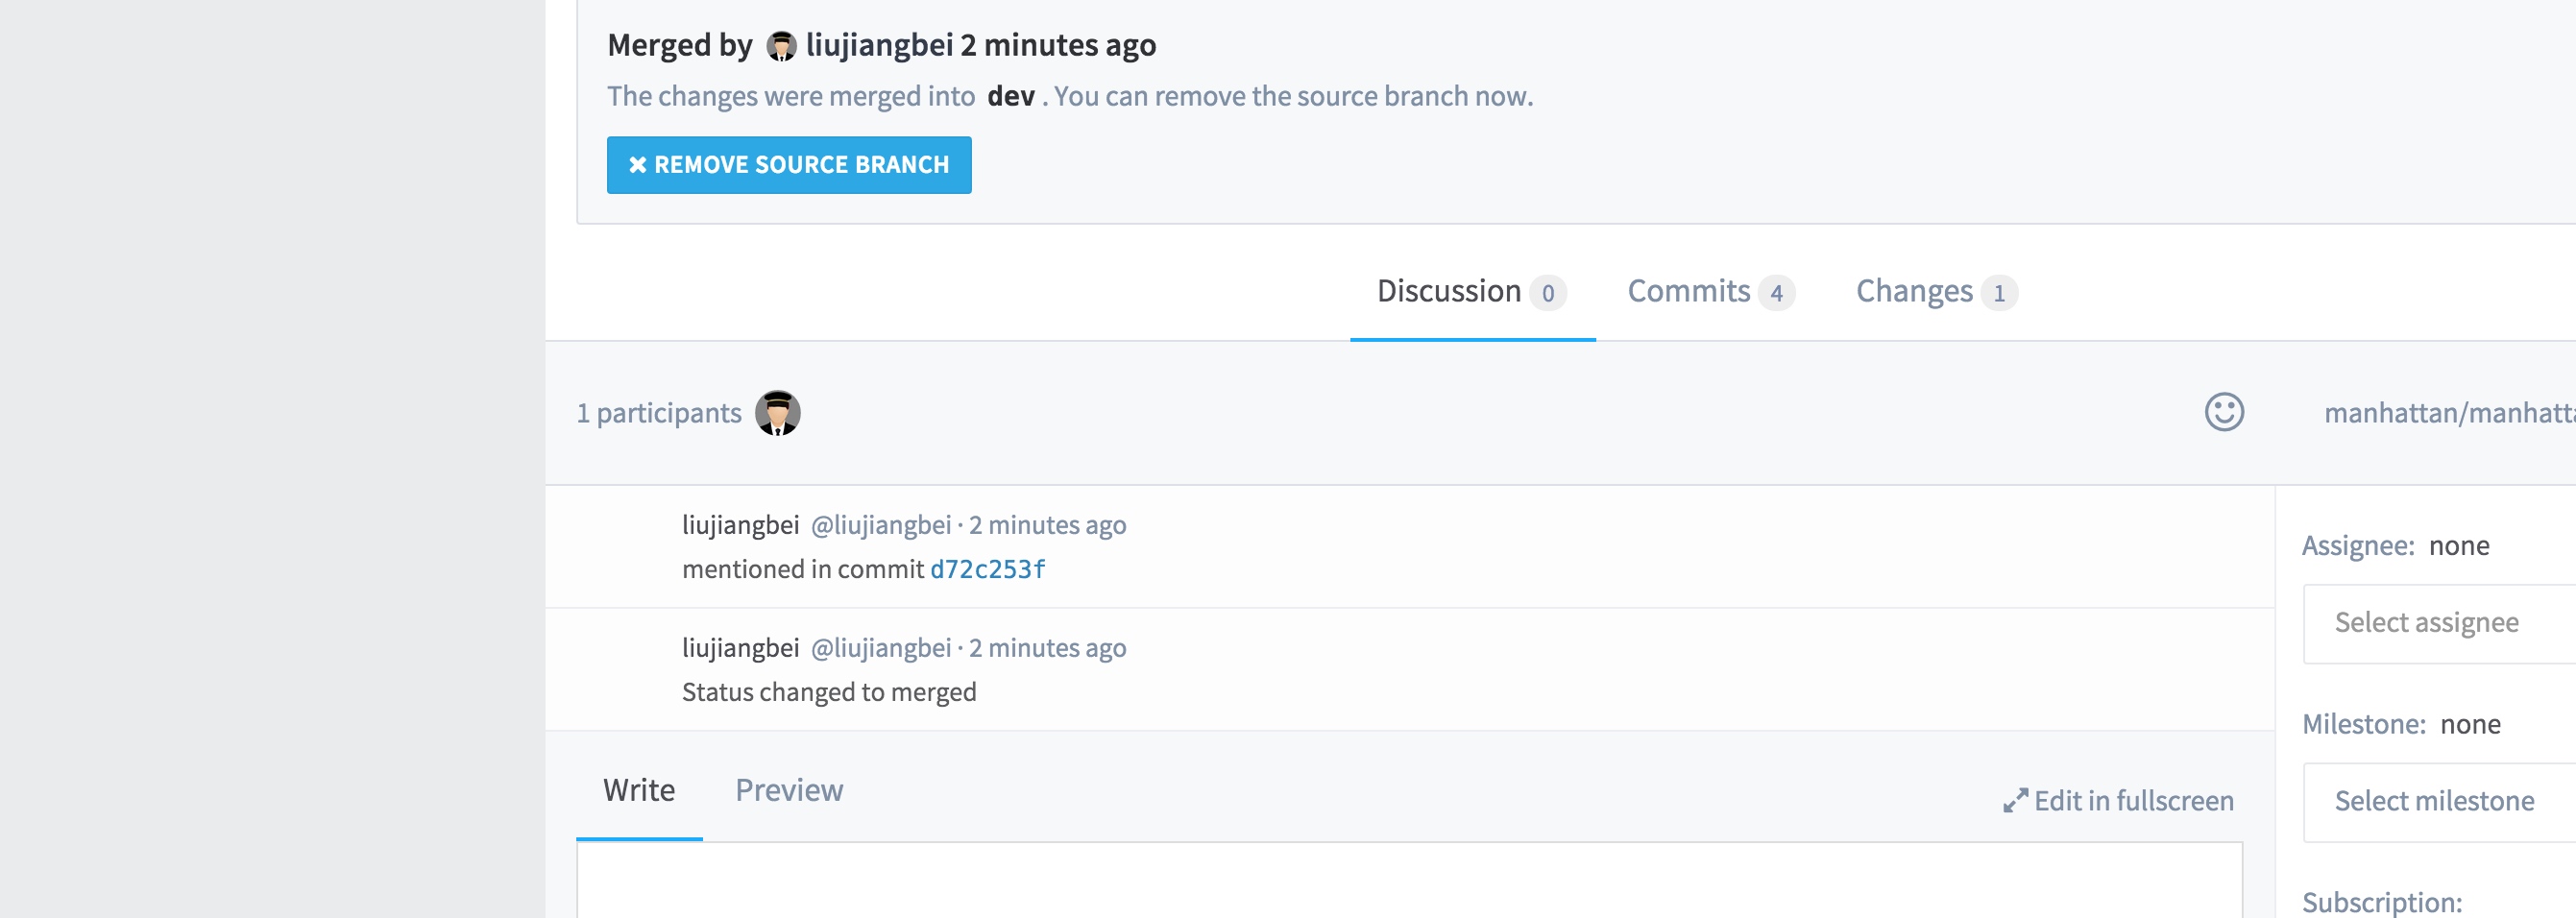 Merged by liujiangbei 2 minutes ago
The changes were merged into dev . You can remove the source branch now.
✖ REMOVE SOURCE BRANCH
Discussion 0 Commits 4 Changes 1
1 participants
manhattan/manhatta
liujiangbei @liujiangbei · 2 minutes ago
mentioned in commit d72c253f
liujiangbei @liujiangbei · 2 minutes ago
Status changed to merged
Write Preview
Edit in fullscreen
Assignee: none
Select assignee
Milestone: none
Select milestone
Subscription: